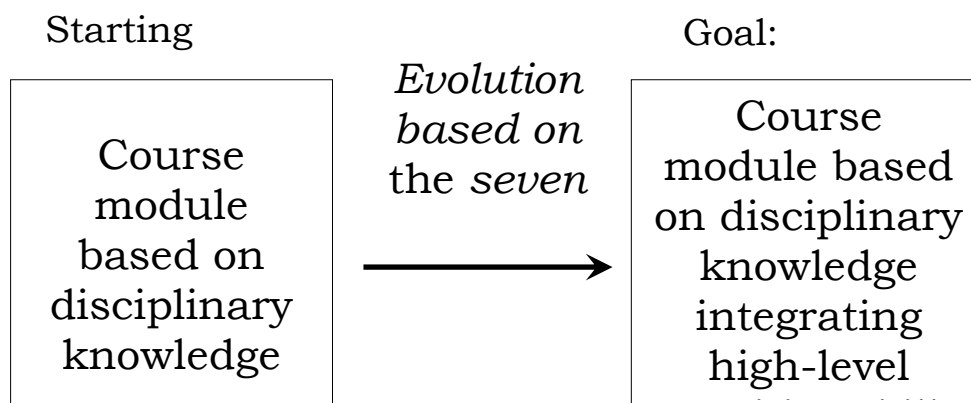 Starting
Course
module
based on
disciplinary
knowledge
Evolution
based on
the seven
Goal:
Course
module based
on disciplinary
knowledge
integrating
high-level